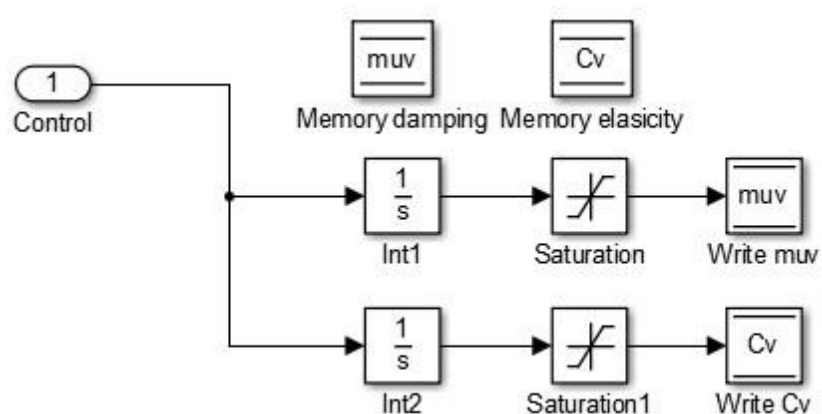 muv
Cv
1
Control
Memory damping
Memory elasicity
1
s
muv
Int1
Saturation
Write muv
1
s
Cv
Int2
Saturation1
Write Cv